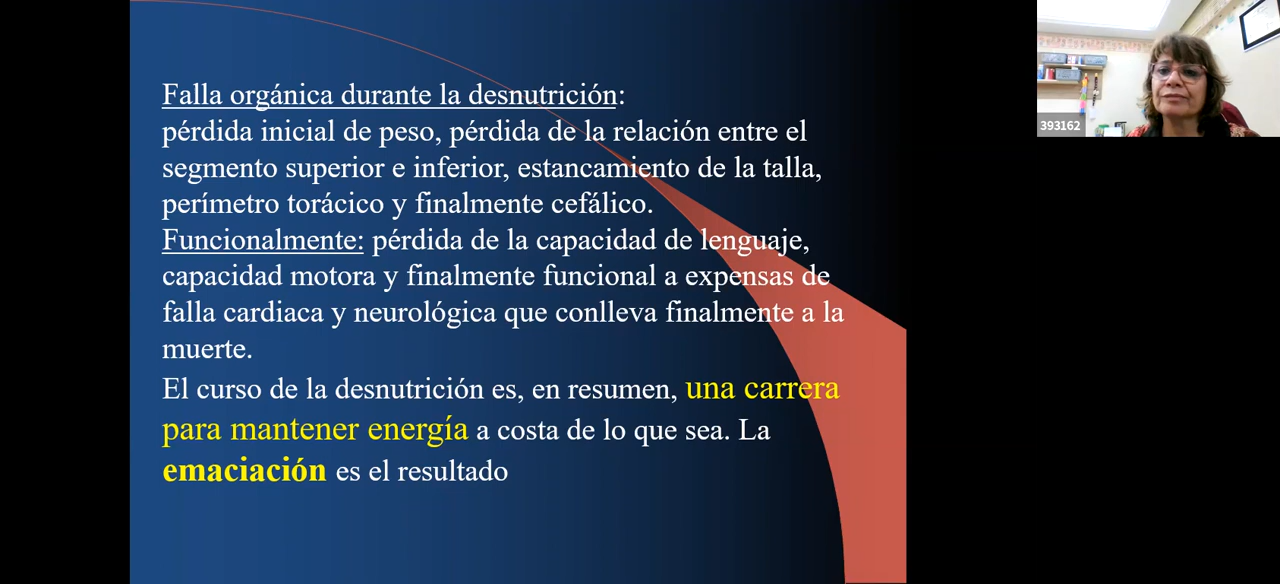 Falla orgánica durante la desnutrición:
pérdida inicial de peso, pérdida de la relación entre el
segmento superior e inferior, estancamiento de la talla,
perímetro torácico y finalmente cefálico.
Funcionalmente: pérdida de la capacidad de lenguaje,
capacidad motora y finalmente funcional a expensas de
falla cardiaca y neurológica que conlleva finalmente a la
muerte.
El curso de la desnutrición es, en resumen, una carrera
para mantener energía a costa de lo que sea. La
emaciación es el resultado
393162